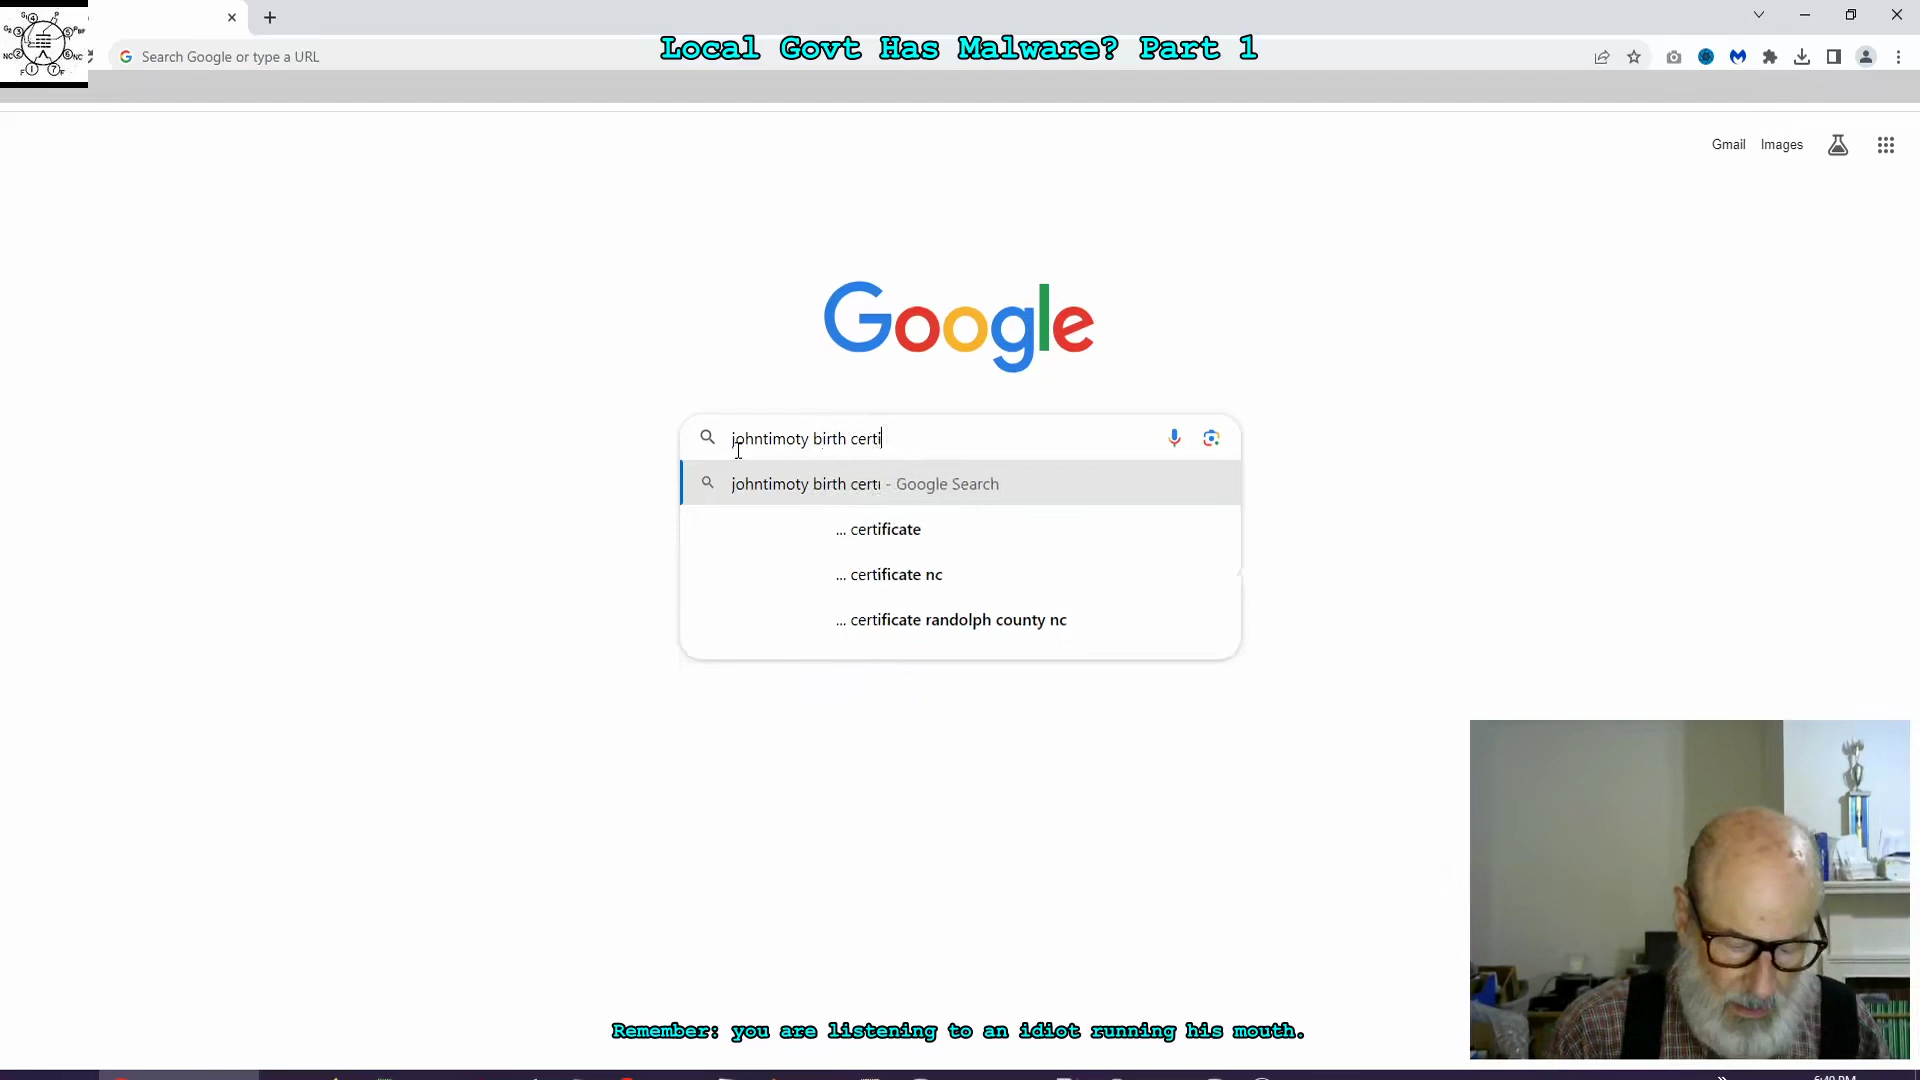 Local Govt Has Malware? Part 1
Search Google or type a URL
Gmail Images
Google
johntimoty birth certi
johntimoty birth certi - Google Search
... certificate
... certificate nc
... certificate randolph county nc
Remember: you are listening to an idiot running his mouth.